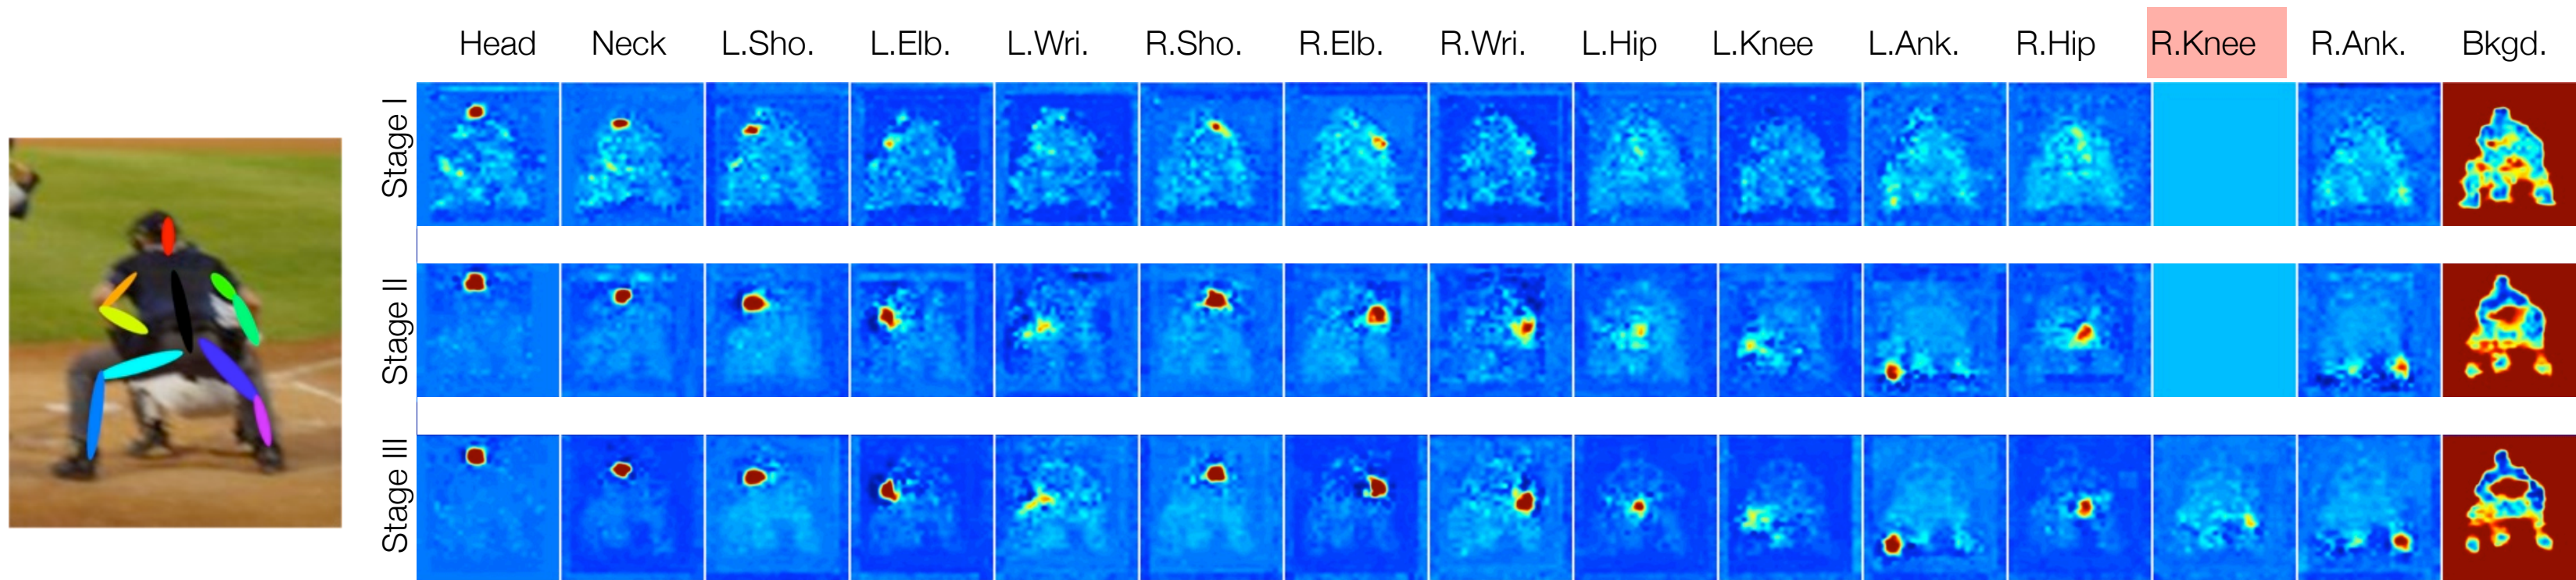 Head Neck L.Sho. L.Elb. L.Wri. R.Sho. R.Elb. R.Wri. L.Hip L.Knee L.Ank. R.Hip R.Knee R.Ank. Bkgd.
Stage I
Stage II
Stage III